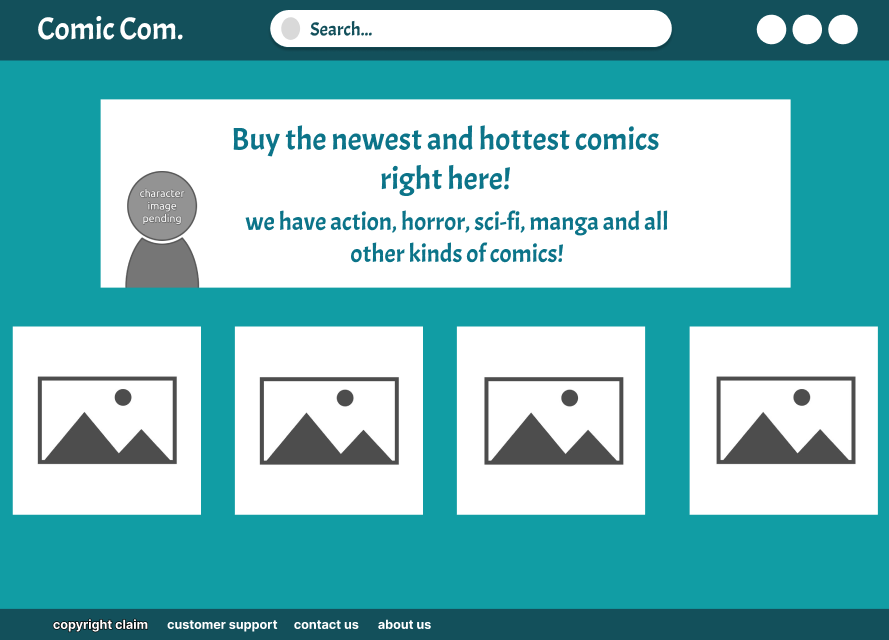 Comic Com.
Search...
Buy the newest and hottest comics
right here!
we have action, horror, sci-fi, manga and all
other kinds of comics!
character
image
pending
copyright claim customer support contact us about us